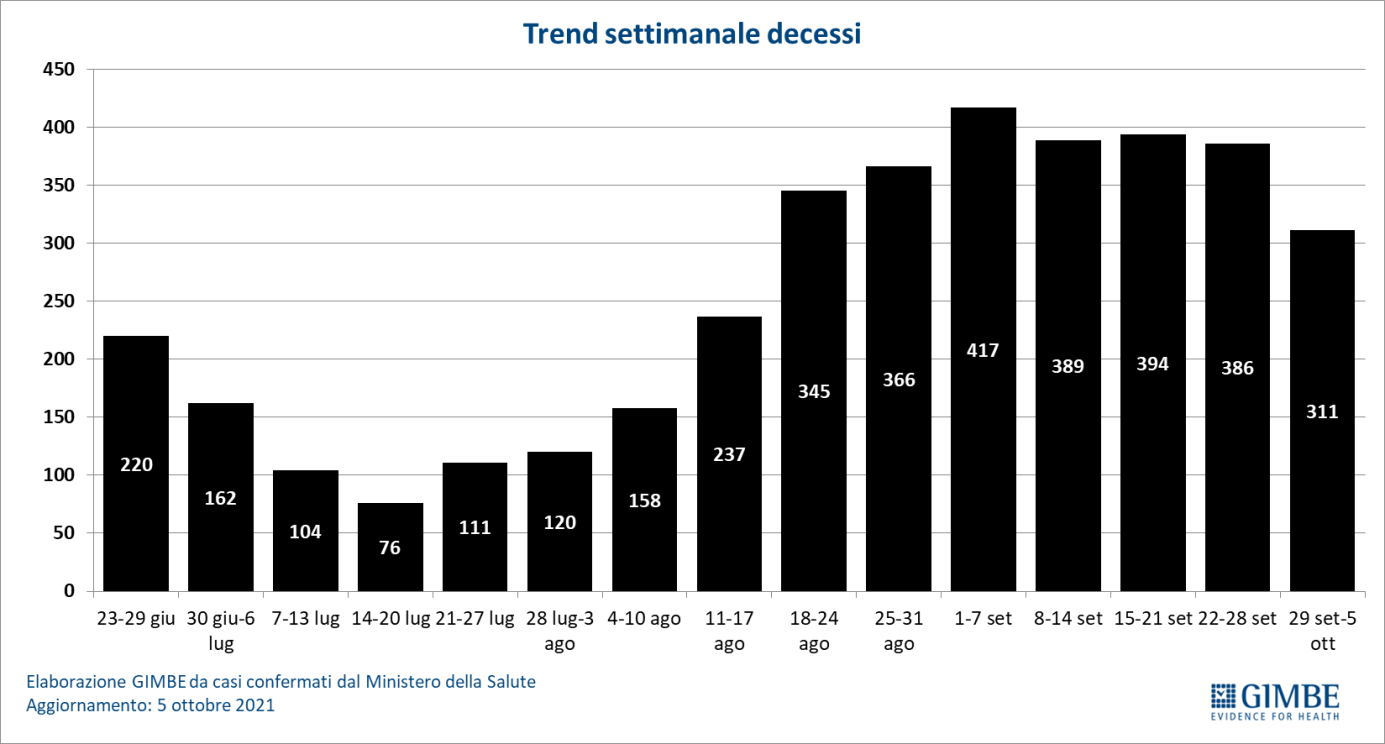 Trend settimanale decessi
450
400
350
300
250
200
150
100
50
0
220
162
104
76
111
120
158
237
345
366
417
389
394
386
311
23-29 giu
30 giu-6
lug
7-13 lug
14-20 lug
21-27 lug
28 lug-3
ago
4-10 ago
11-17
ago
18-24
ago
25-31
ago
1-7 set
8-14 set
15-21 set
22-28 set
29 set-5
ott
Elaborazione GIMBE da casi confermati dal Ministero della Salute
Aggiornamento: 5 ottobre 2021
GIMBE
EVIDENCE FOR HEALTH